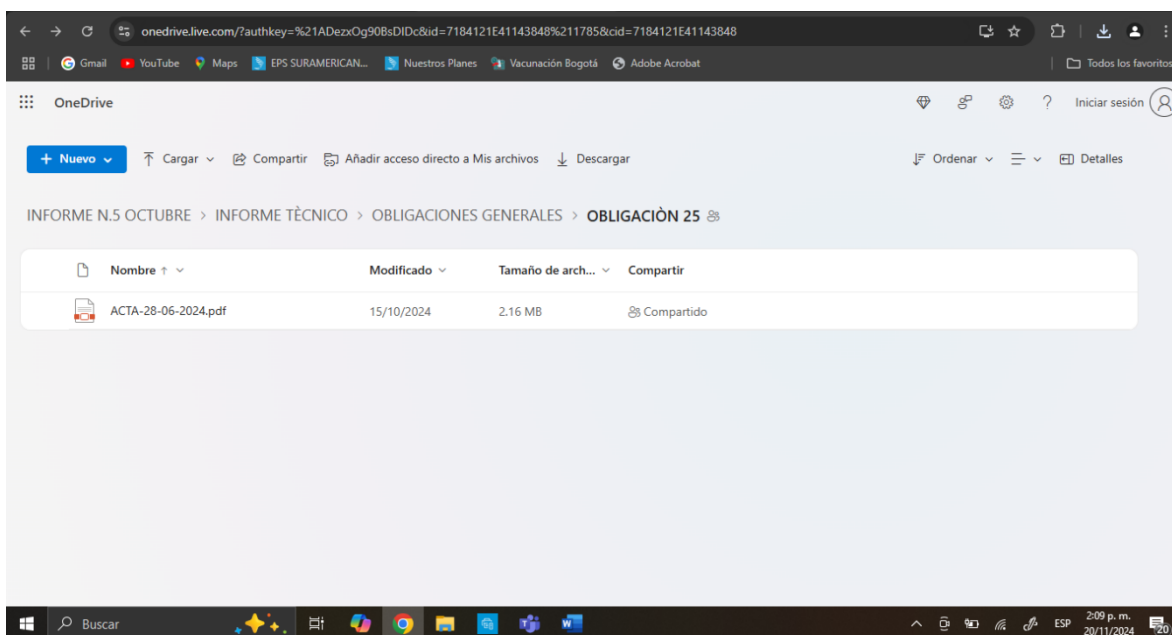 onedrive.live.com/?authkey=%21ADezxOg90BsDIDc&id=7184121E41143848%211785&cid=7184121E41143848
Gmail YouTube Maps EPS SURAMERICAN... Nuestros Planes Vacunación Bogotá Adobe Acrobat Todos los favoritos
OneDrive ? Iniciar sesión
+ Nuevo Cargar Compartir Añadir acceso directo a Mis archivos Descargar Ordenar Detalles
INFORME N.5 OCTUBRE > INFORME TÈCNICO > OBLIGACIONES GENERALES > OBLIGACIÒN 25
Nombre ↑ Modificado Tamaño de arch... Compartir
ACTA-28-06-2024.pdf 15/10/2024 2.16 MB Compartido
Buscar ESP 2:09 p. m.
20/11/2024